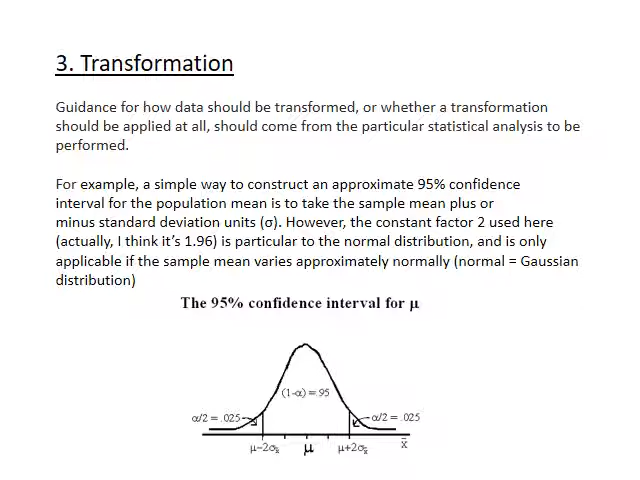 3. Transformation
Guidance for how data should be transformed, or whether a transformation
should be applied at all, should come from the particular statistical analysis to be
performed.
For example, a simple way to construct an approximate 95% confidence
interval for the population mean is to take the sample mean plus or
minus standard deviation units (σ). However, the constant factor 2 used here
(actually, I think it's 1.96) is particular to the normal distribution, and is only
applicable if the sample mean varies approximately normally (normal = Gaussian
distribution)
The 95% confidence interval for μ
(1-α) = 95
α/2 = .025
α/2 = .025
μ-2σx̄
μ
μ+2σx̄
x̄